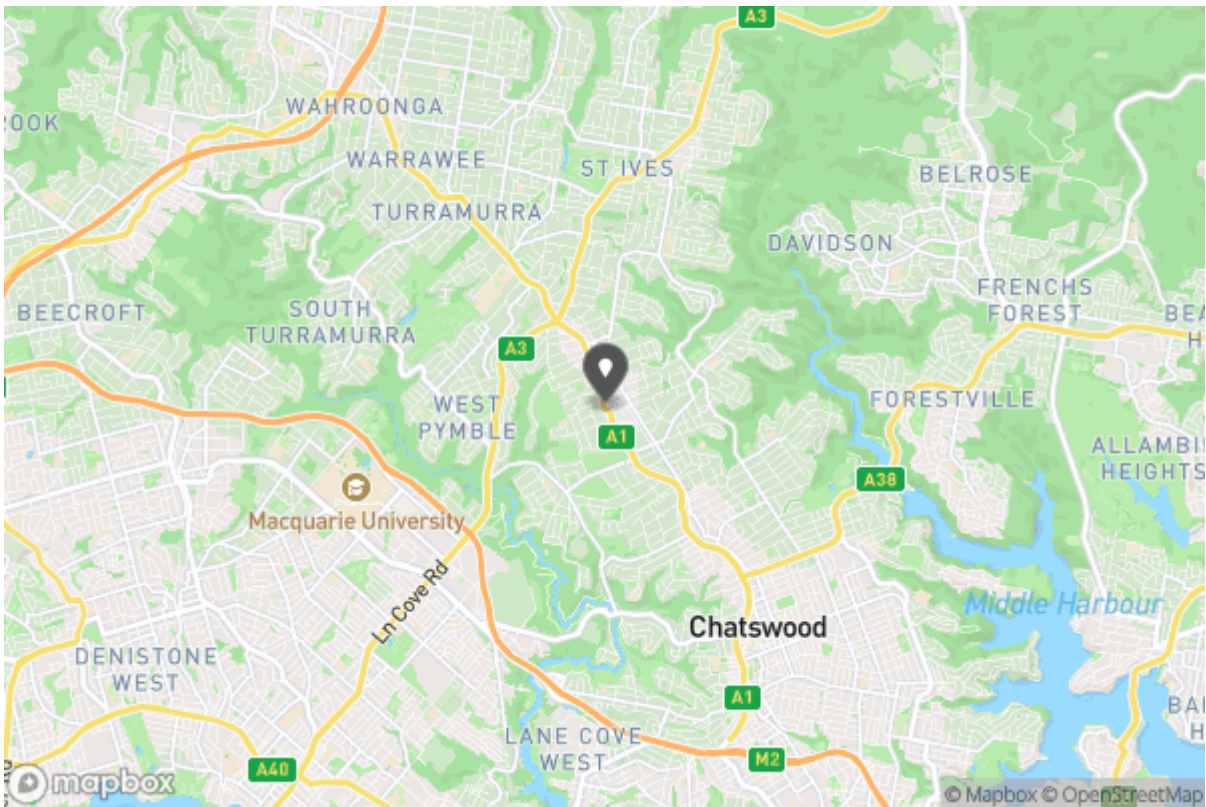 A3
WAHROONGA
OOK
WARRAWEE
ST IVES
BELROSE
TURRAMURRA
DAVIDSON
SOUTH
TURRAMURRA
BEECROFT
FRENCHS
FOREST
BEA
H
A3
WEST
PYMBLE
FORESTVILLE
A1
ALLAMBI
HEIGHTS
A38
Macquarie University
Ln Cove Rd
Middle Harbour
Chatswood
DENISTONE
WEST
A1
BAL
H
LANE COVE
WEST
M2
A40
mapbox
© Mapbox © OpenStreetMap